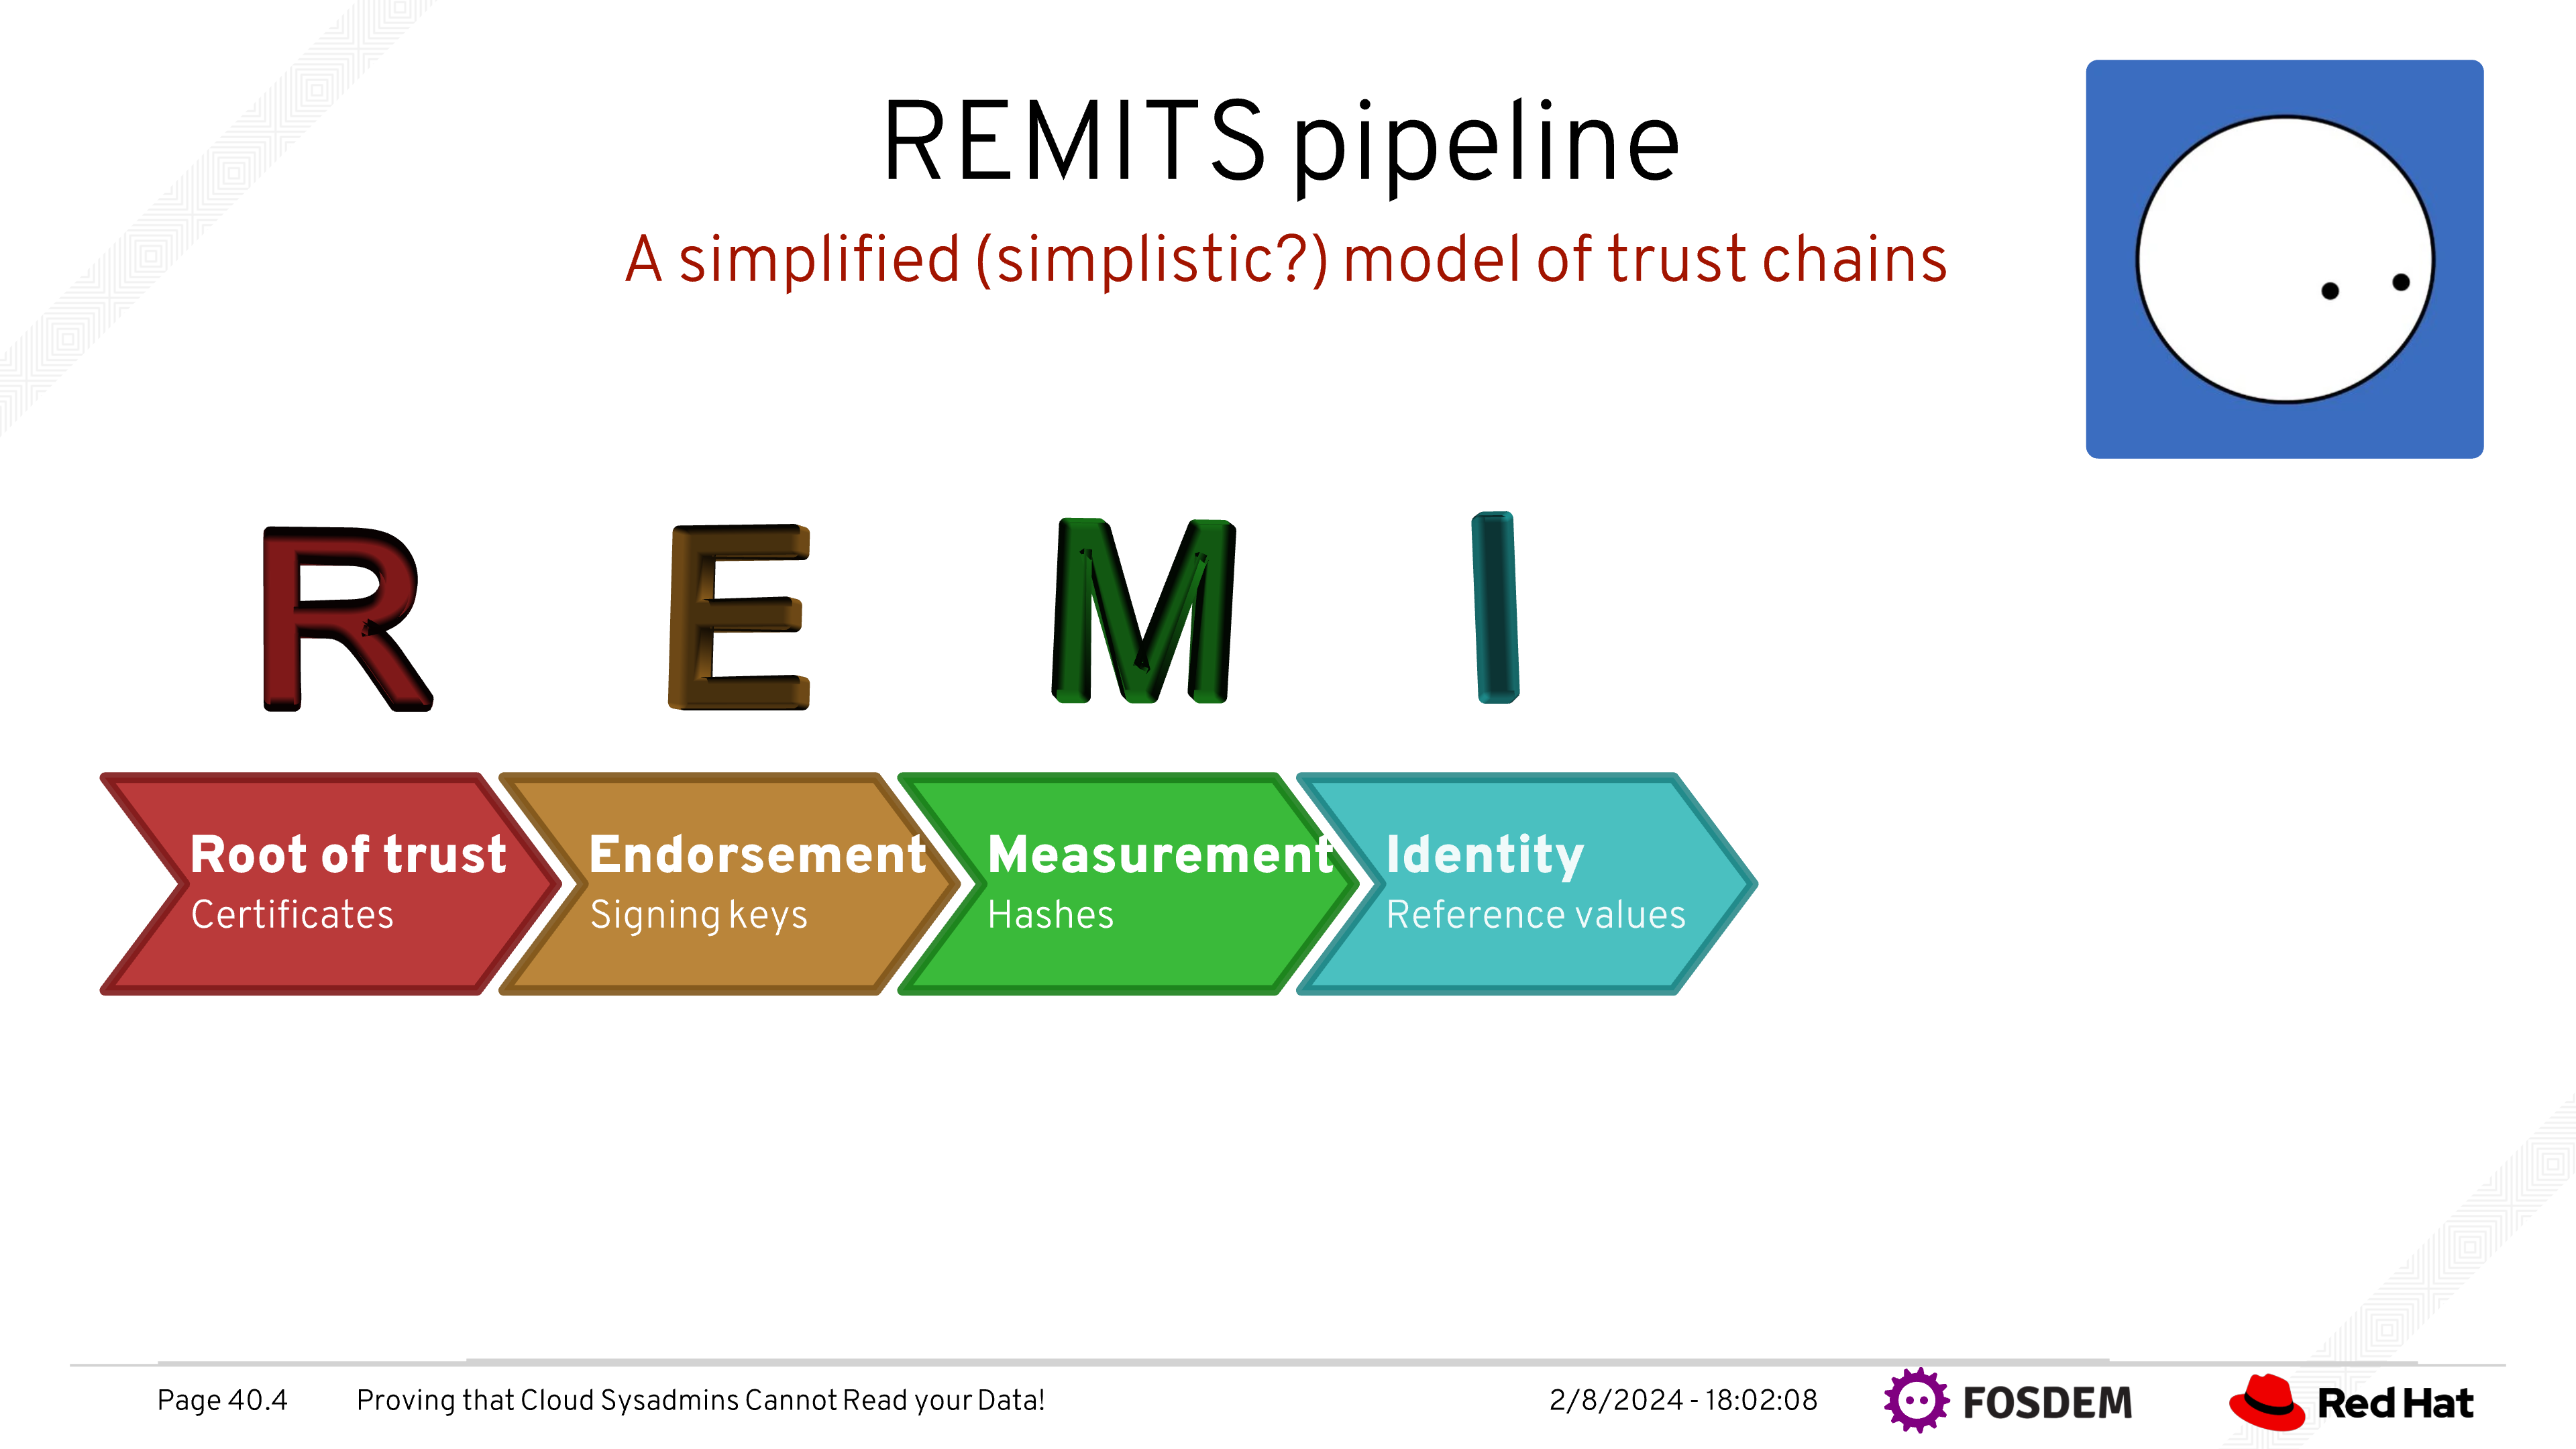 REMITS pipeline
A simplified (simplistic?) model of trust chains
R E M I
Root of trust
Certificates
Endorsement
Signing keys
Measurement
Hashes
Identity
Reference values
Page 40.4
Proving that Cloud Sysadmins Cannot Read your Data!
2/8/2024 - 18:02:08
FOSDEM
Red Hat